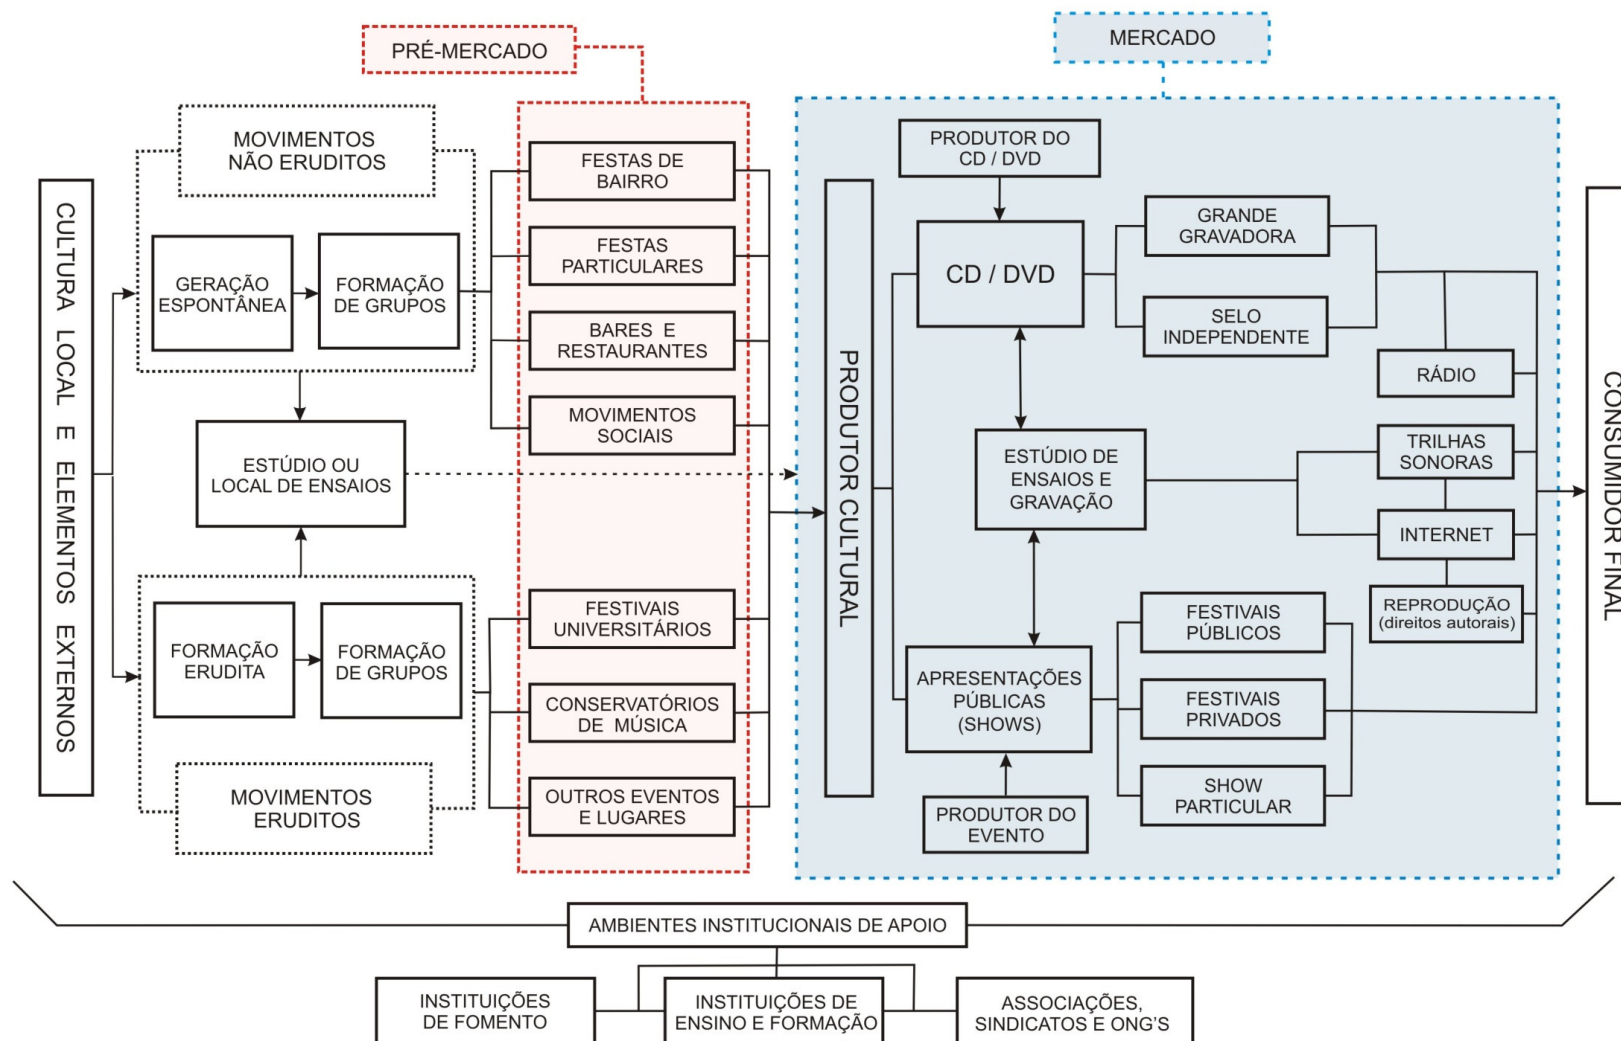 PRÉ-MERCADO
MERCADO
MOVIMENTOS
NÃO ERUDITOS
CULTURA LOCAL E ELEMENTOS EXTERNOS
GERAÇÃO
ESPONTÂNEA
FORMAÇÃO
DE GRUPOS
ESTÚDIO OU
LOCAL DE ENSAIOS
FORMAÇÃO
ERUDITA
FORMAÇÃO
DE GRUPOS
MOVIMENTOS
ERUDITOS
FESTAS DE
BAIRRO
FESTAS
PARTICULARES
BARES E
RESTAURANTES
MOVIMENTOS
SOCIAIS
FESTIVAIS
UNIVERSITÁRIOS
CONSERVATÓRIOS
DE MÚSICA
OUTROS EVENTOS
E LUGARES
PRODUTOR CULTURAL
PRODUTOR DO
CD / DVD
CD / DVD
ESTÚDIO DE
ENSAIOS E
GRAVAÇÃO
APRESENTAÇÕES
PÚBLICAS
(SHOWS)
PRODUTOR DO
EVENTO
GRANDE
GRAVADORA
SELO
INDEPENDENTE
RÁDIO
TRILHAS
SONORAS
INTERNET
REPRODUÇÃO
(direitos autorais)
FESTIVAIS
PÚBLICOS
FESTIVAIS
PRIVADOS
SHOW
PARTICULAR
CONSUMIDOR FINAL
AMBIENTES INSTITUCIONAIS DE APOIO
INSTITUIÇÕES
DE FOMENTO
INSTITUIÇÕES DE
ENSINO E FORMAÇÃO
ASSOCIAÇÕES,
SINDICATOS E ONG'S